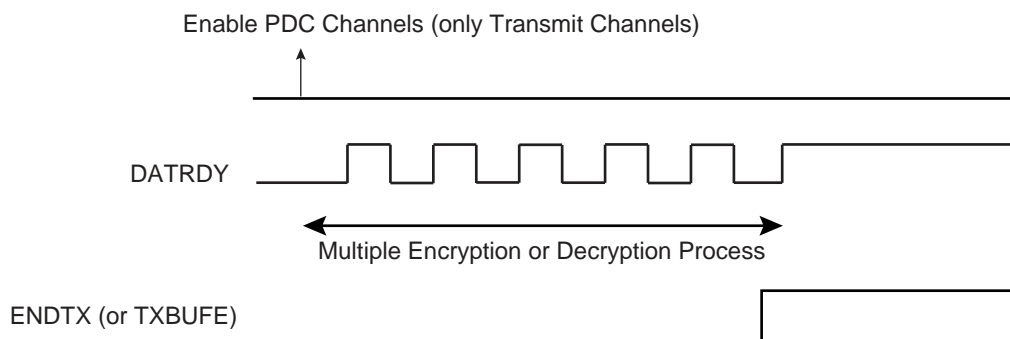 Enable PDC Channels (only Transmit Channels)
DATRDY
Multiple Encryption or Decryption Process
ENDTX (or TXBUFE)